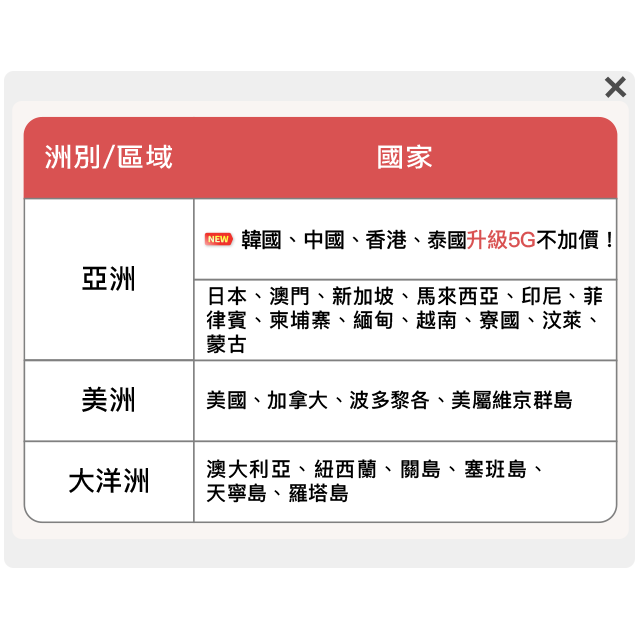 洲別/區域
國家
亞洲
NEW 韓國、中國、香港、泰國升級5G不加價！
日本、澳門、新加坡、馬來西亞、印尼、菲
律賓、柬埔寨、緬甸、越南、寮國、汶萊、
蒙古
美洲
美國、加拿大、波多黎各、美屬維京群島
大洋洲
澳大利亞、紐西蘭、關島、塞班島、
天寧島、羅塔島